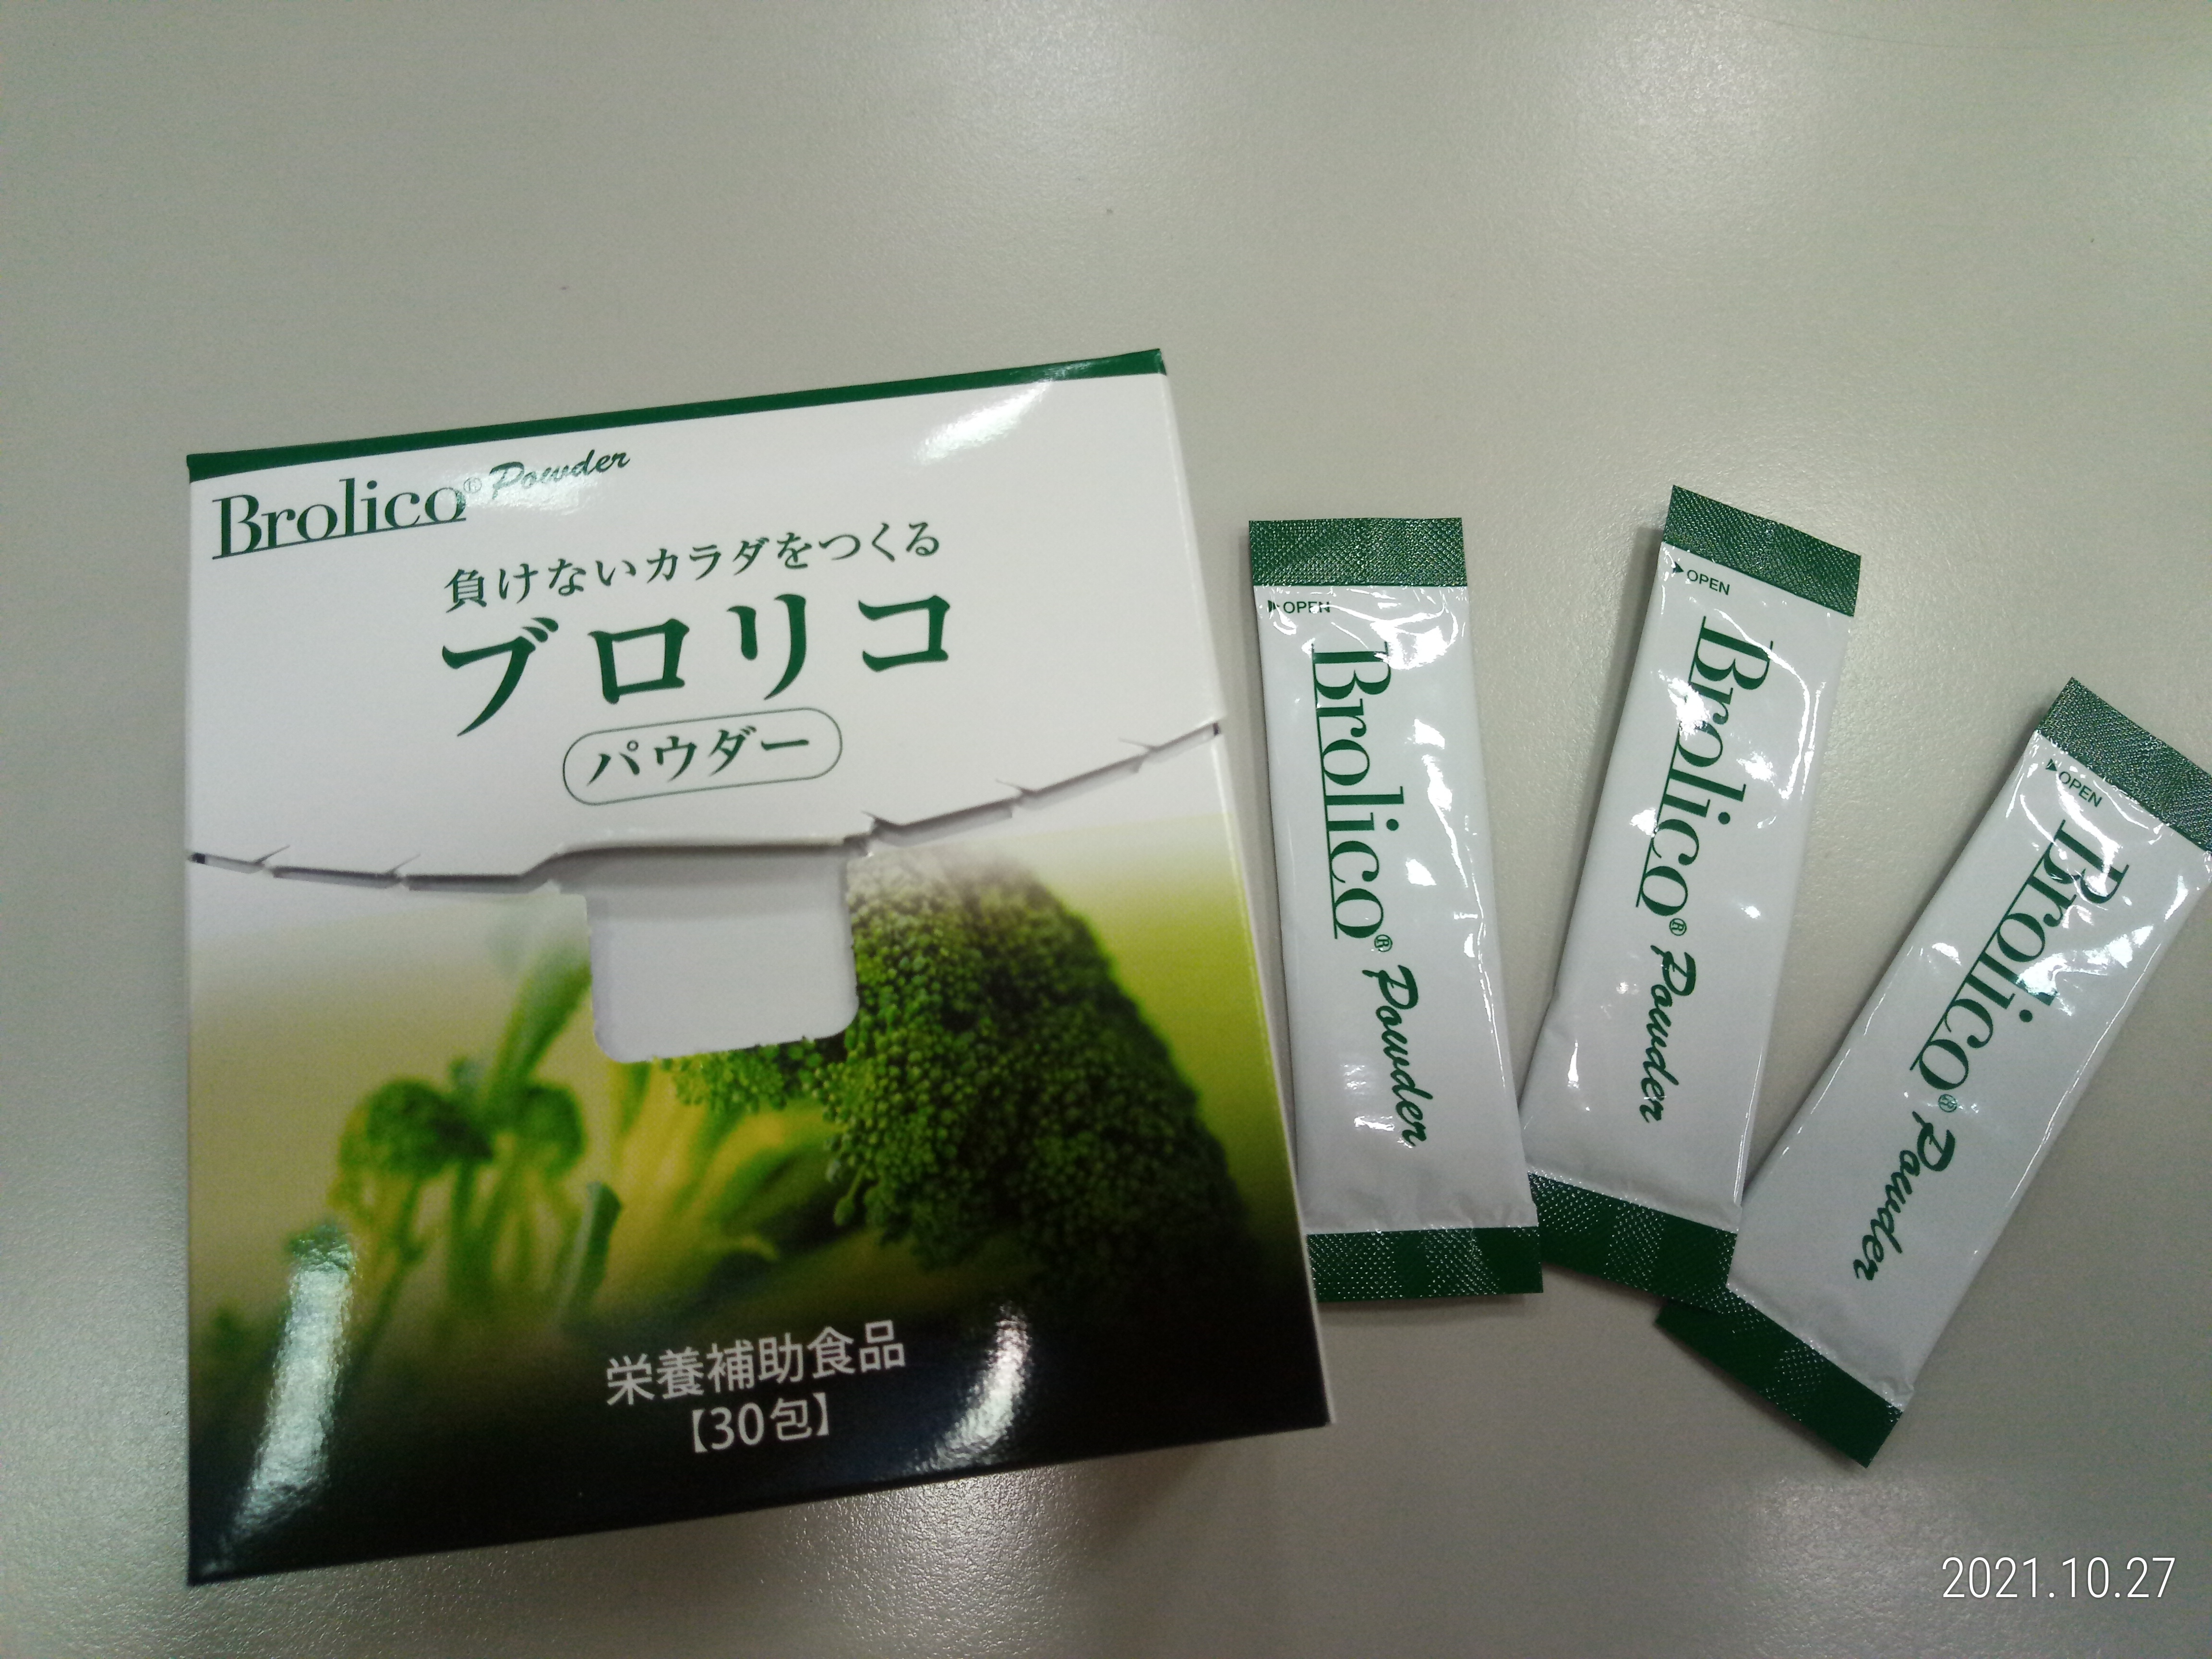 Brolico® Powder
負けないカラダをつくる
ブロリコ
パウダー
栄養補助食品
【30包】
OPEN
Brolico® Powder
OPEN
Brolico® Powder
OPEN
Brolico® Powder
2021.10.27